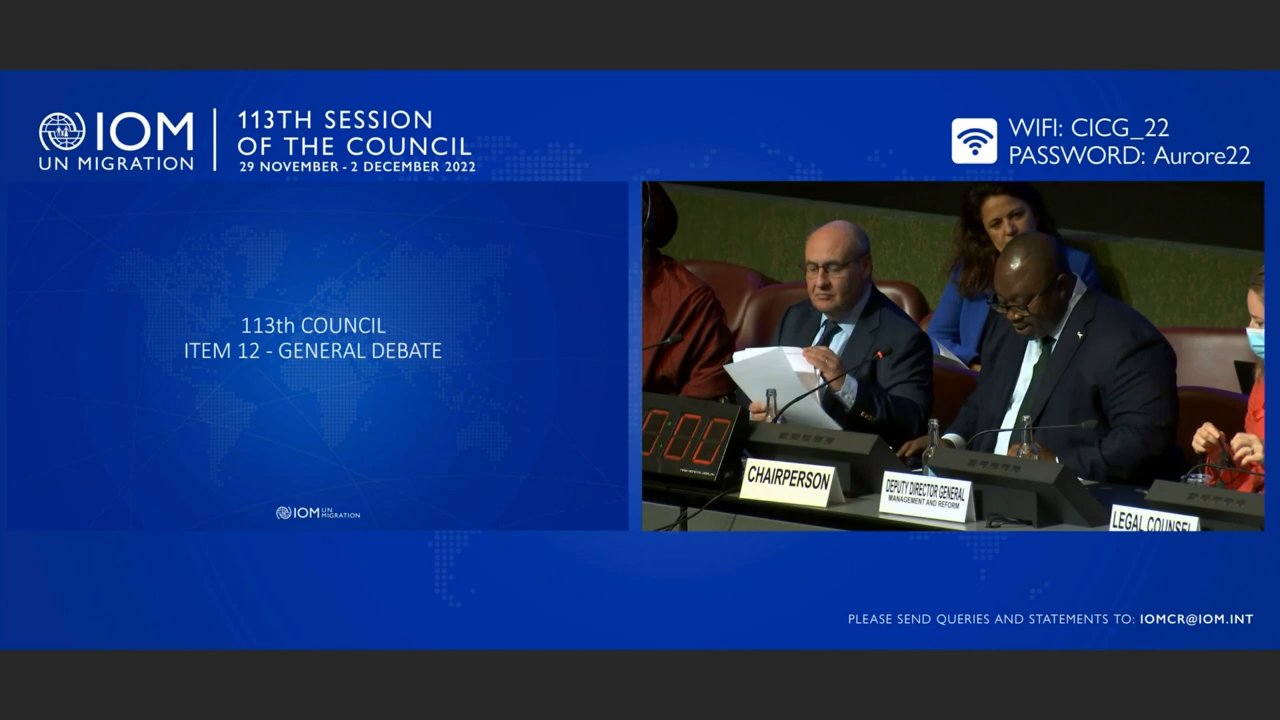 IOM
UN MIGRATION
113TH SESSION
OF THE COUNCIL
29 NOVEMBER - 2 DECEMBER 2022
WIFI: CICG_22
PASSWORD: Aurore22
113th COUNCIL
ITEM 12 - GENERAL DEBATE
IOM UN MIGRATION
:00
CHAIRPERSON
DEPUTY DIRECTOR GENERAL
MANAGEMENT AND REFORM
LEGAL COUNSEL
PLEASE SEND QUERIES AND STATEMENTS TO: IOMCR@IOM.INT